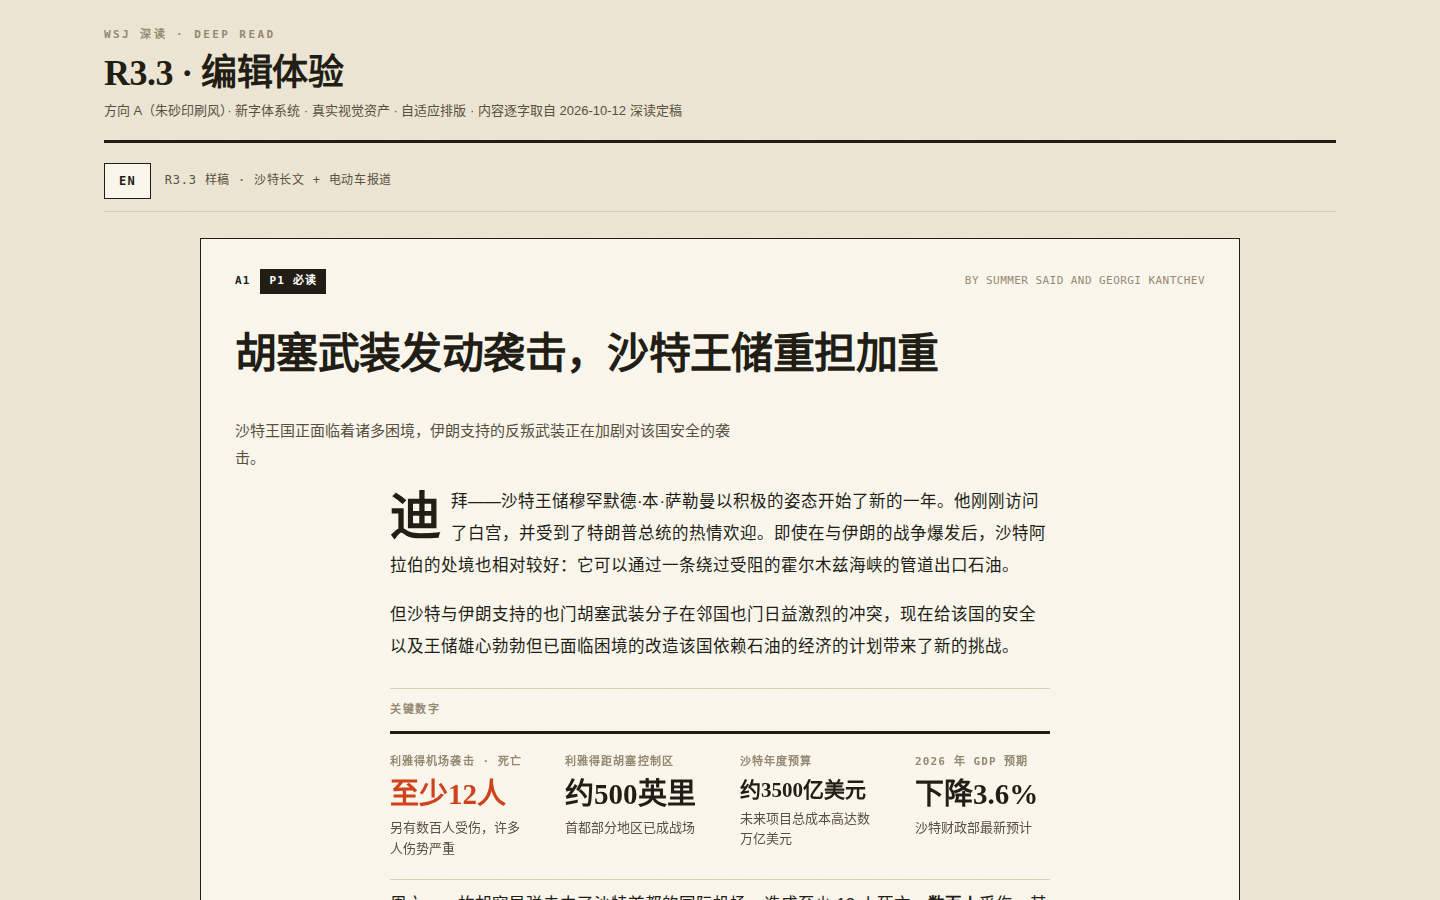 WSJ 深读 · DEEP READ
R3.3 · 编辑体验
方向 A（朱砂印刷风）· 新字体系统 · 真实视觉资产 · 自适应排版 · 内容逐字取自 2026-10-12 深读定稿
EN R3.3 样稿 · 沙特长文 + 电动车报道
A1 P1 必读 BY SUMMER SAID AND GEORGI KANTCHEV
胡塞武装发动袭击，沙特王储重担加重
沙特王国正面临着诸多困境，伊朗支持的反叛武装正在加剧对该国安全的袭
击。
迪拜——沙特王储穆罕默德·本·萨勒曼以积极的姿态开始了新的一年。他刚刚访问
了白宫，并受到了特朗普总统的热情欢迎。即使在与伊朗的战争爆发后，沙特阿
拉伯的处境也相对较好：它可以通过一条绕过受阻的霍尔木兹海峡的管道出口石油。
但沙特与伊朗支持的也门胡塞武装分子在邻国也门日益激烈的冲突，现在给该国的安全
以及王储雄心勃勃但已面临困境的改造该国依赖石油的经济的计划带来了新的挑战。
关键数字
利雅得机场袭击 · 死亡
至少12人
另有数百人受伤，许多
人伤势严重
利雅得距胡塞控制区
约500英里
首都部分地区已成战场
沙特年度预算
约3500亿美元
未来项目总成本高达数
万亿美元
2026 年 GDP 预期
下降3.6%
沙特财政部最新预计